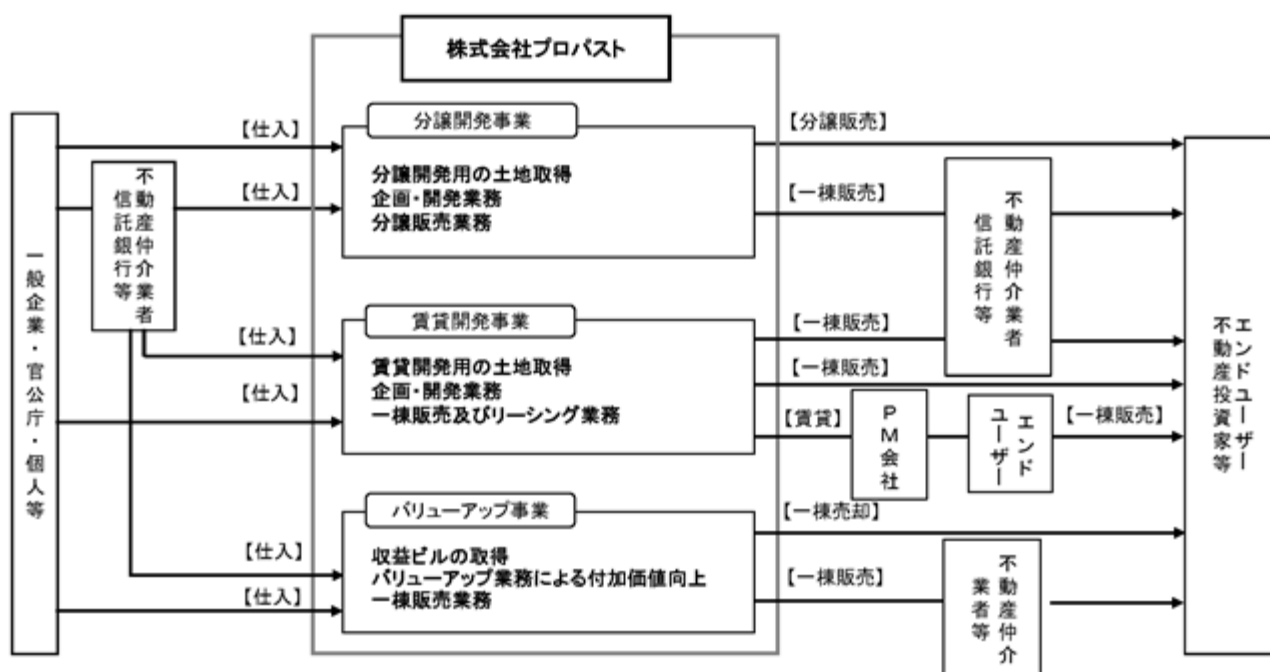 株式会社プロパスト
一般企業・官公庁・個人等
不動産仲介業者
信託銀行等
【仕入】
【仕入】
分譲開発事業
分譲開発用の土地取得
企画・開発業務
分譲販売業務
【分譲販売】
【一棟販売】
不動産仲介業者
信託銀行等
【仕入】
【仕入】
賃貸開発事業
賃貸開発用の土地取得
企画・開発業務
一棟販売及びリーシング業務
【一棟販売】
【一棟販売】
【賃貸】
PM会社
エンド
ユーザー
【一棟販売】
【仕入】
【仕入】
バリューアップ事業
収益ビルの取得
バリューアップ業務による付加価値向上
一棟販売業務
【一棟売却】
【一棟販売】
不動産仲介
業者等
エンドユーザー
不動産投資家等